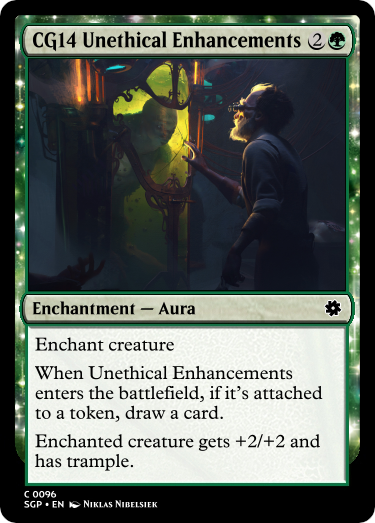 CG14 Unethical Enhancements 2
Enchantment — Aura
Enchant creature
When Unethical Enhancements
enters the battlefield, if it's attached
to a token, draw a card.
Enchanted creature gets +2/+2 and
has trample.
C 0096
SGP • EN Niklas Nibelsiek